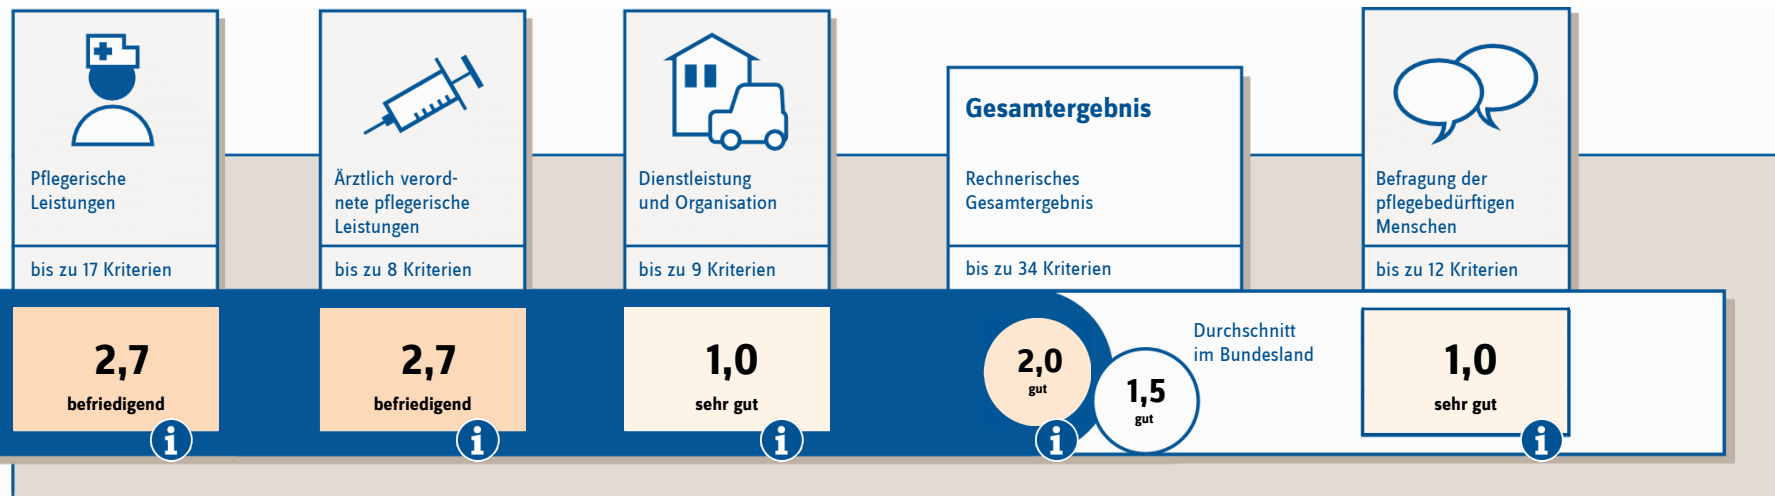 Pflegerische
Leistungen
bis zu 17 Kriterien
2,7
befriedigend
i
Ärztlich verord-
nete pflegerische
Leistungen
bis zu 8 Kriterien
2,7
befriedigend
i
Dienstleistung
und Organisation
bis zu 9 Kriterien
1,0
sehr gut
i
Gesamtergebnis
Rechnerisches
Gesamtergebnis
bis zu 34 Kriterien
2,0
gut
i
1,5
gut
Durchschnitt
im Bundesland
Befragung der
pflegebedürftigen
Menschen
bis zu 12 Kriterien
1,0
sehr gut
i